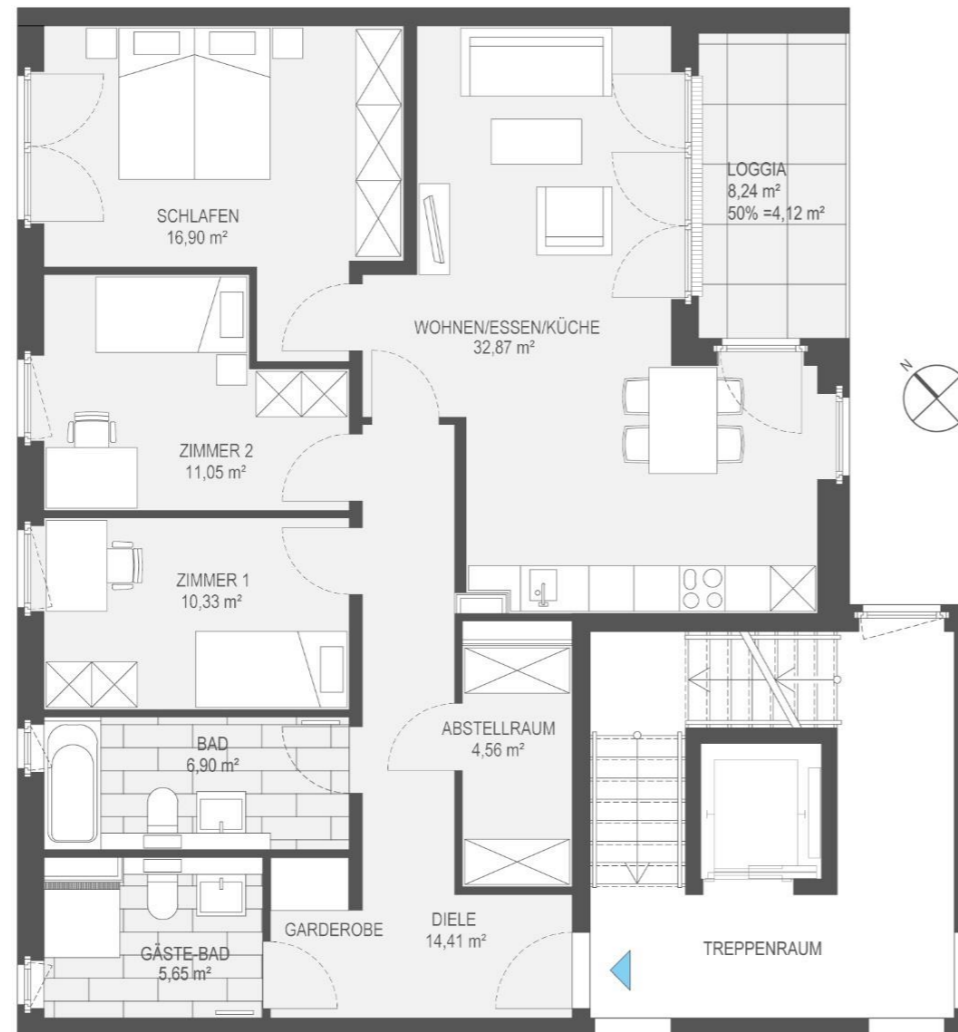 SCHLAFEN
16,90 m²
LOGGIA
8,24 m²
50% =4,12 m²
WOHNEN/ESSEN/KÜCHE
32,87 m²
N
ZIMMER 2
11,05 m²
ZIMMER 1
10,33 m²
BAD
6,90 m²
ABSTELLRAUM
4,56 m²
GARDEROBE
DIELE
14,41 m²
GÄSTE-BAD
5,65 m²
TREPPENRAUM